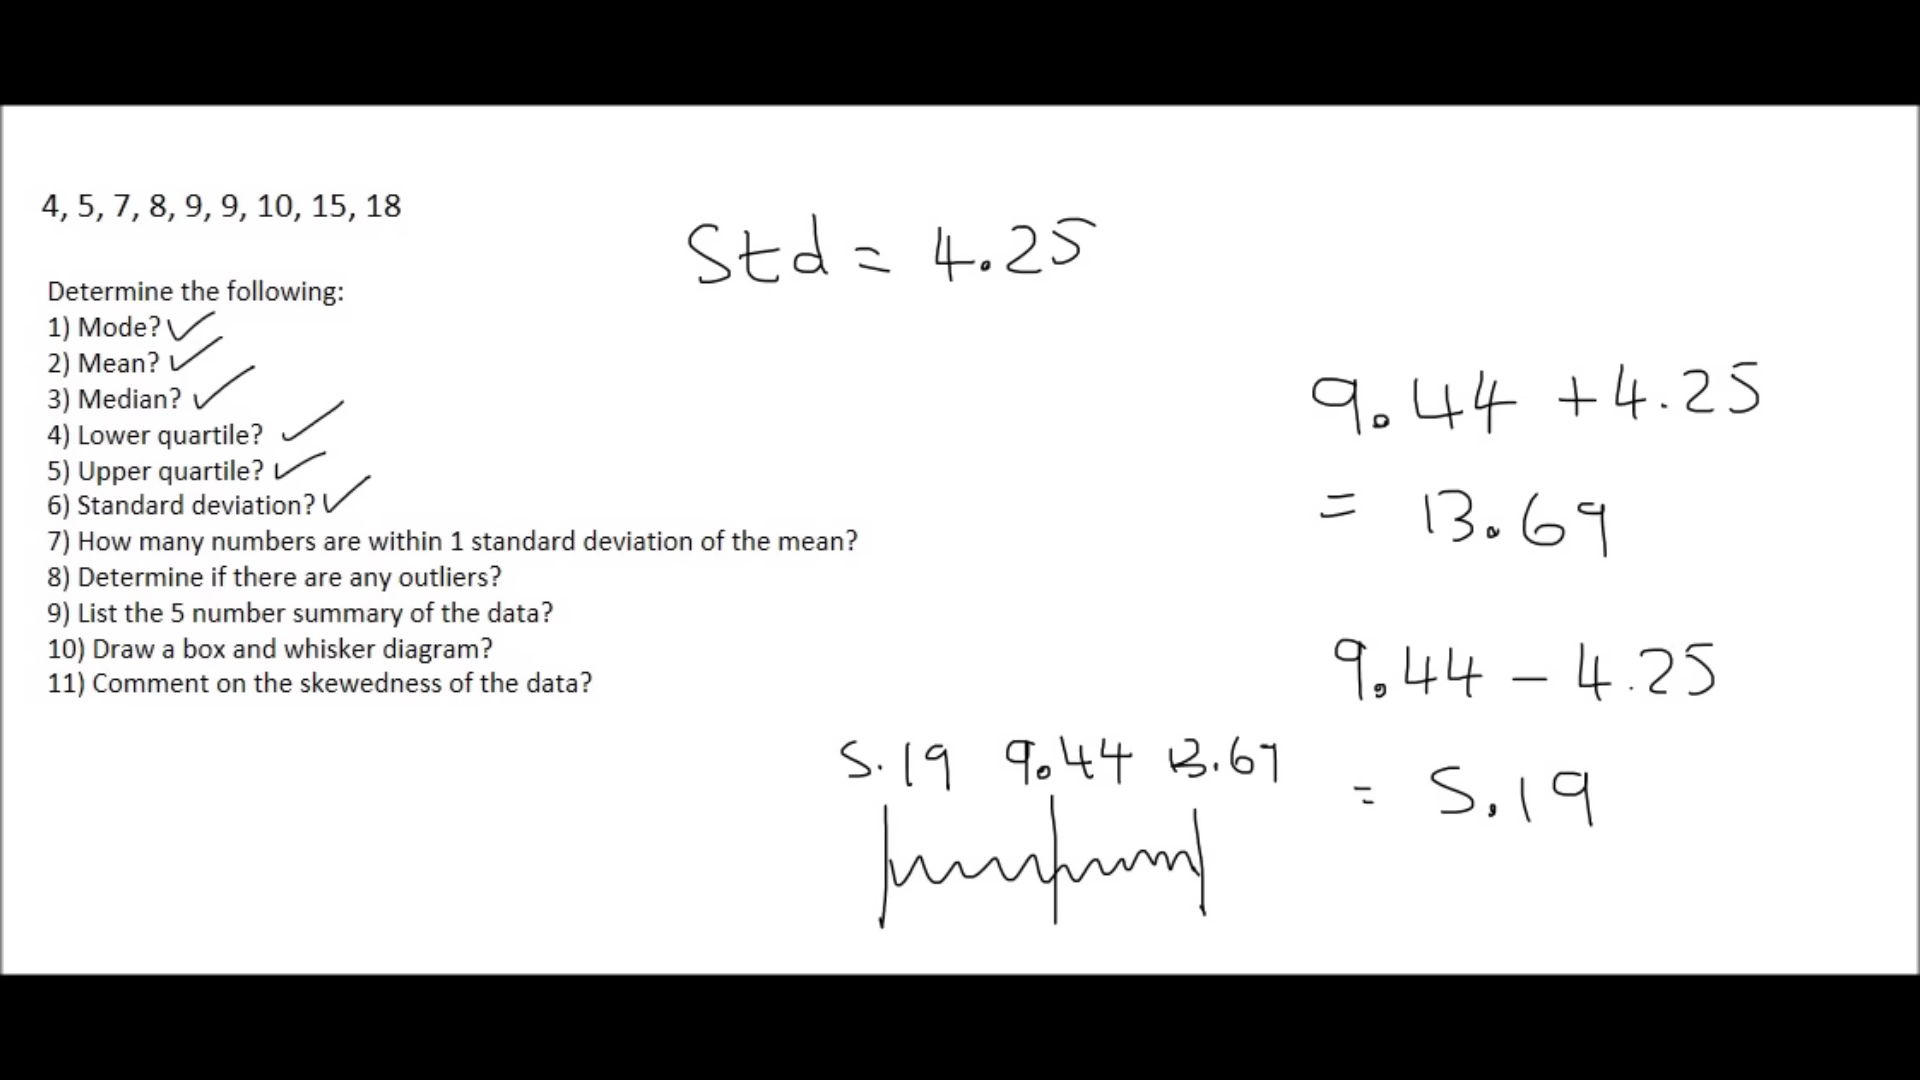 4, 5, 7, 8, 9, 9, 10, 15, 18
Std = 4.25
Determine the following:
1) Mode?
2) Mean?
3) Median?
4) Lower quartile?
5) Upper quartile?
6) Standard deviation?
7) How many numbers are within 1 standard deviation of the mean?
8) Determine if there are any outliers?
9) List the 5 number summary of the data?
10) Draw a box and whisker diagram?
11) Comment on the skewedness of the data?
9.44 + 4.25
= 13.69
9.44 - 4.25
= 5.19
5.19 9.44 13.69